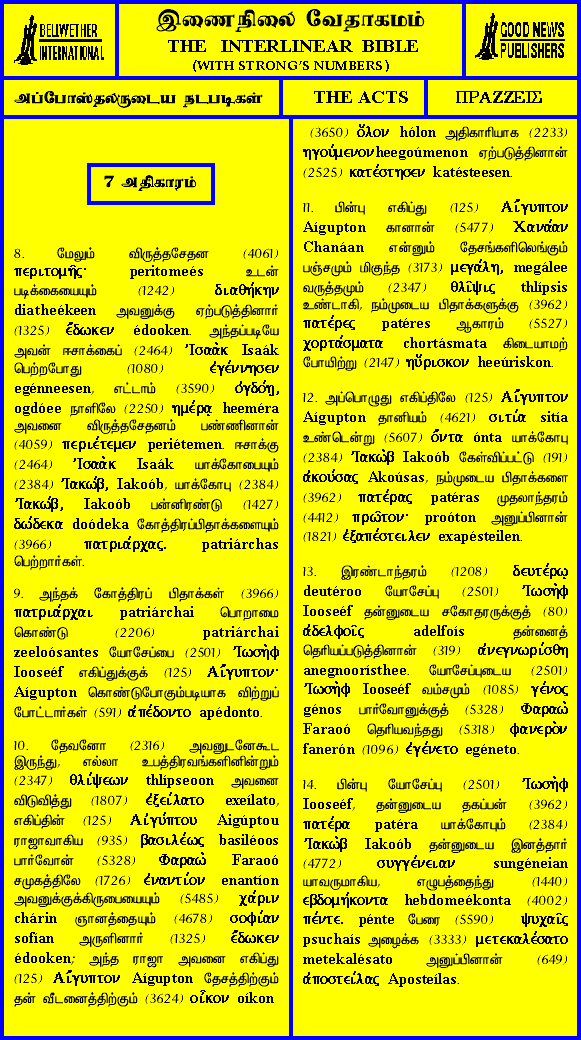 BELLWETHER
INTERNATIONAL
இணைநிலை வேதாகமம்
THE INTERLINEAR BIBLE
(WITH STRONG'S NUMBERS)
GOOD NEWS
PUBLISHERS
அப்போஸ்தலருடைய நடபடிகள்
THE ACTS
ΠΡΑΖΖΕΙΣ
7 அதிகாரம்
8. மேலும் விருத்தசேதன (4061)
περιτομῆς· peritomeés உடன்
படிக்கையையும் (1242) διαθήκην
diatheékeen அவனுக்கு ஏற்படுத்தினார்
(1325) ἔδωκεν édooken. அந்தப்படியே
அவன் ஈசாக்கைப் (2464) Ἰσαὰκ Isaák
பெற்றபோது (1080) ἐγέννησεν
egénneesen, எட்டாம் (3590) ὀγδόῃ,
ogdóee நாளிலே (2250) ἡμέρᾳ heeméra
அவனை விருத்தசேதனம் பண்ணினான்
(4059) περιέτεμεν periétemen. ஈசாக்கு
(2464) Ἰσαὰκ Isaák யாக்கோபையும்
(2384) Ἰακώβ, Iakoób, யாக்கோபு (2384)
Ἰακώβ, Iakoób பன்னிரண்டு (1427)
δώδεκα doódeka கோத்திரப்பிதாக்களையும்
(3966) πατριάρχας. patriárchas
பெற்றார்கள்.
9. அந்தக் கோத்திரப் பிதாக்கள் (3966)
πατριάρχαι patriárchai பொறாமை
கொண்டு (2206) patriárchai
zeeloósantes யோசேப்பை (2501) Ἰωσὴφ
Iooseéf எகிப்துக்குக் (125) Αἴγυπτον·
Aígupton கொண்டுபோகும்படியாக விற்றுப்
போட்டார்கள் (591) ἀπέδοντο apédonto.
10. தேவனோ (2316) அவனுடனேகூட
இருந்து, எல்லா உபத்திரவங்களினின்றும்
(2347) θλίψεων thlípseoon அவனை
விடுவித்து (1807) ἐξείλατο exeílato,
எகிப்தின் (125) Αἰγύπτου Aigúptou
ராஜாவாகிய (935) βασιλέως basiléoos
பார்வோன் (5328) Φαραὼ Faraoó
சமுகத்திலே (1726) ἐναντίον enantíon
அவனுக்குக்கிருபையையும் (5485) χάριν
chárin ஞானத்தையும் (4678) σοφίαν
sofían அருளினார் (1325) ἔδωκεν
édooken; அந்த ராஜா அவனை எகிப்து
(125) Αἴγυπτον Aígupton தேசத்திற்கும்
தன் வீடனைத்திற்கும் (3624) οἶκον oíkon
(3650) ὅλον hólon அதிகாரியாக (2233)
ηγούμενονheegoúmenon ஏற்படுத்தினான்
(2525) κατέστησεν katésteesen.
11. பின்பு எகிப்து (125) Αἴγυπτον
Aígupton கானான் (5477) Χανάαν
Chanáan என்னும் தேசங்களிலெங்கும்
பஞ்சமும் மிகுந்த (3173) μεγάλη, megálee
வருத்தமும் (2347) θλῖψις thlípsis
உண்டாகி, நம்முடைய பிதாக்களுக்கு (3962)
πατέρες patéres ஆகாரம் (5527)
χορτάσματα chortásmata கிடையாமற்
போயிற்று (2147) ηὕρισκον heeúriskon.
12. அப்பொழுது எகிப்திலே (125) Αἴγυπτον
Aígupton தானியம் (4621) σιτία sitía
உண்டென்று (5607) ὄντα ónta யாக்கோபு
(2384) Ἰακὼβ Iakoób கேள்விப்பட்டு (191)
ἀκούσας Akoúsas, நம்முடைய பிதாக்களை
(3962) πατέρας patéras முதலாந்தரம்
(4412) πρῶτον· proóton அனுப்பினான்
(1821) ἐξαπέστειλεν exapésteilen.
13. இரண்டாந்தரம் (1208) δευτέρῳ
deutéroo யோசேப்பு (2501) Ἰωσὴφ
Iooseéf தன்னுடைய சகோதரருக்குத் (80)
ἀδελφοῖς adelfoís தன்னைத்
தெரியப்படுத்தினான் (319) ἀνεγνωρίσθη
anegnoorísthee. யோசேப்புடைய (2501)
Ἰωσὴφ Iooseéf வம்சமும் (1085) γένος
génos பார்வோனுக்குத் (5328) Φαραὼ
Faraoó தெரியவந்தது (5318) φανερὸν
fanerón (1096) ἐγένετο egéneto.
14. பின்பு யோசேப்பு (2501) Ἰωσὴφ
Iooseéf, தன்னுடைய தகப்பன் (3962)
πατέρα patéra யாக்கோபும் (2384)
Ἰακὼβ Iakoób தன்னுடைய இனத்தார்
(4772) συγγένειαν sungéneian
யாவருமாகிய, எழுபத்தைந்து (1440)
εβδομήκοντα hebdomeékonta (4002)
πέντε. pénte பேரை (5590) ψυχαῖς
psuchaís அழைக்க (3333) μετεκαλέσατο
metekalésato அனுப்பினான் (649)
ἀποστείλας Aposteílas.